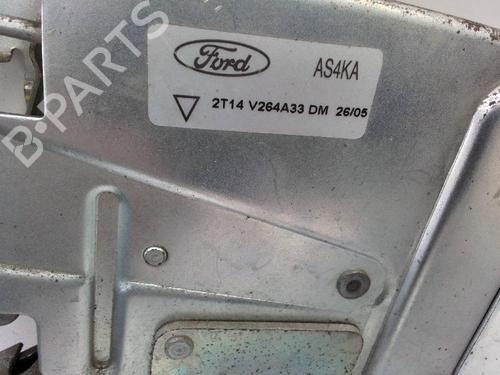 B-PARTS
Ford
AS4KA
2T14 V264A33 DM 26/05